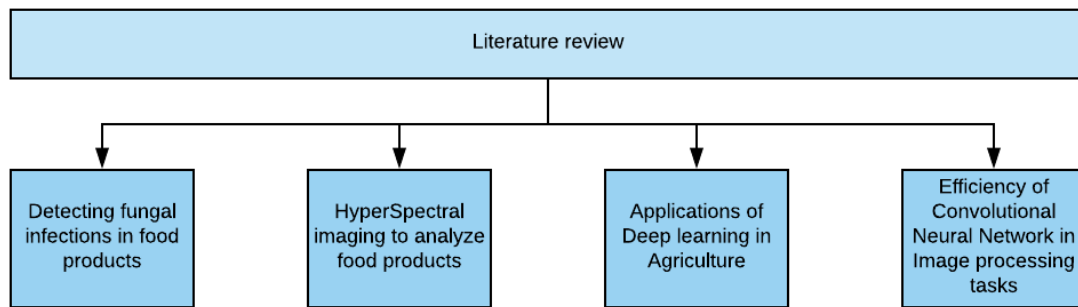 Literature review
Detecting fungal
infections in food
products
HyperSpectral
imaging to analyze
food products
Applications of
Deep learning in
Agriculture
Efficiency of
Convolutional
Neural Network in
Image processing
tasks